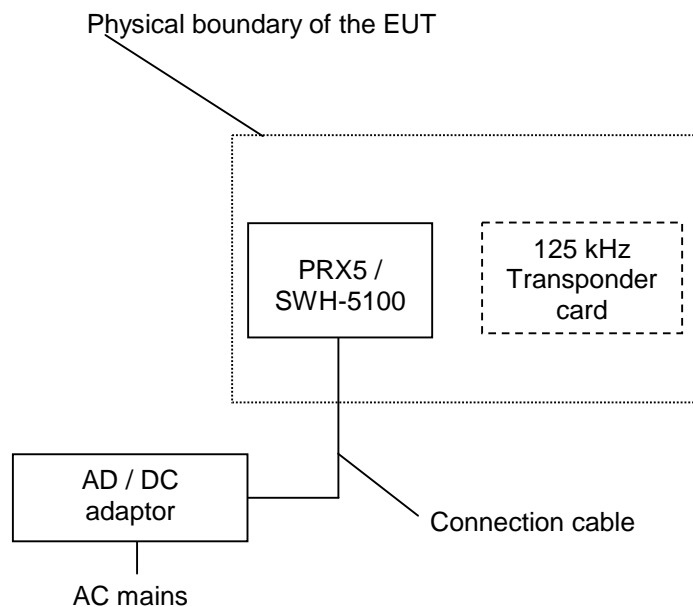 Physical boundary of the EUT
PRX5 /
SWH-5100
125 kHz
Transponder
card
AD / DC
adaptor
Connection cable
AC mains